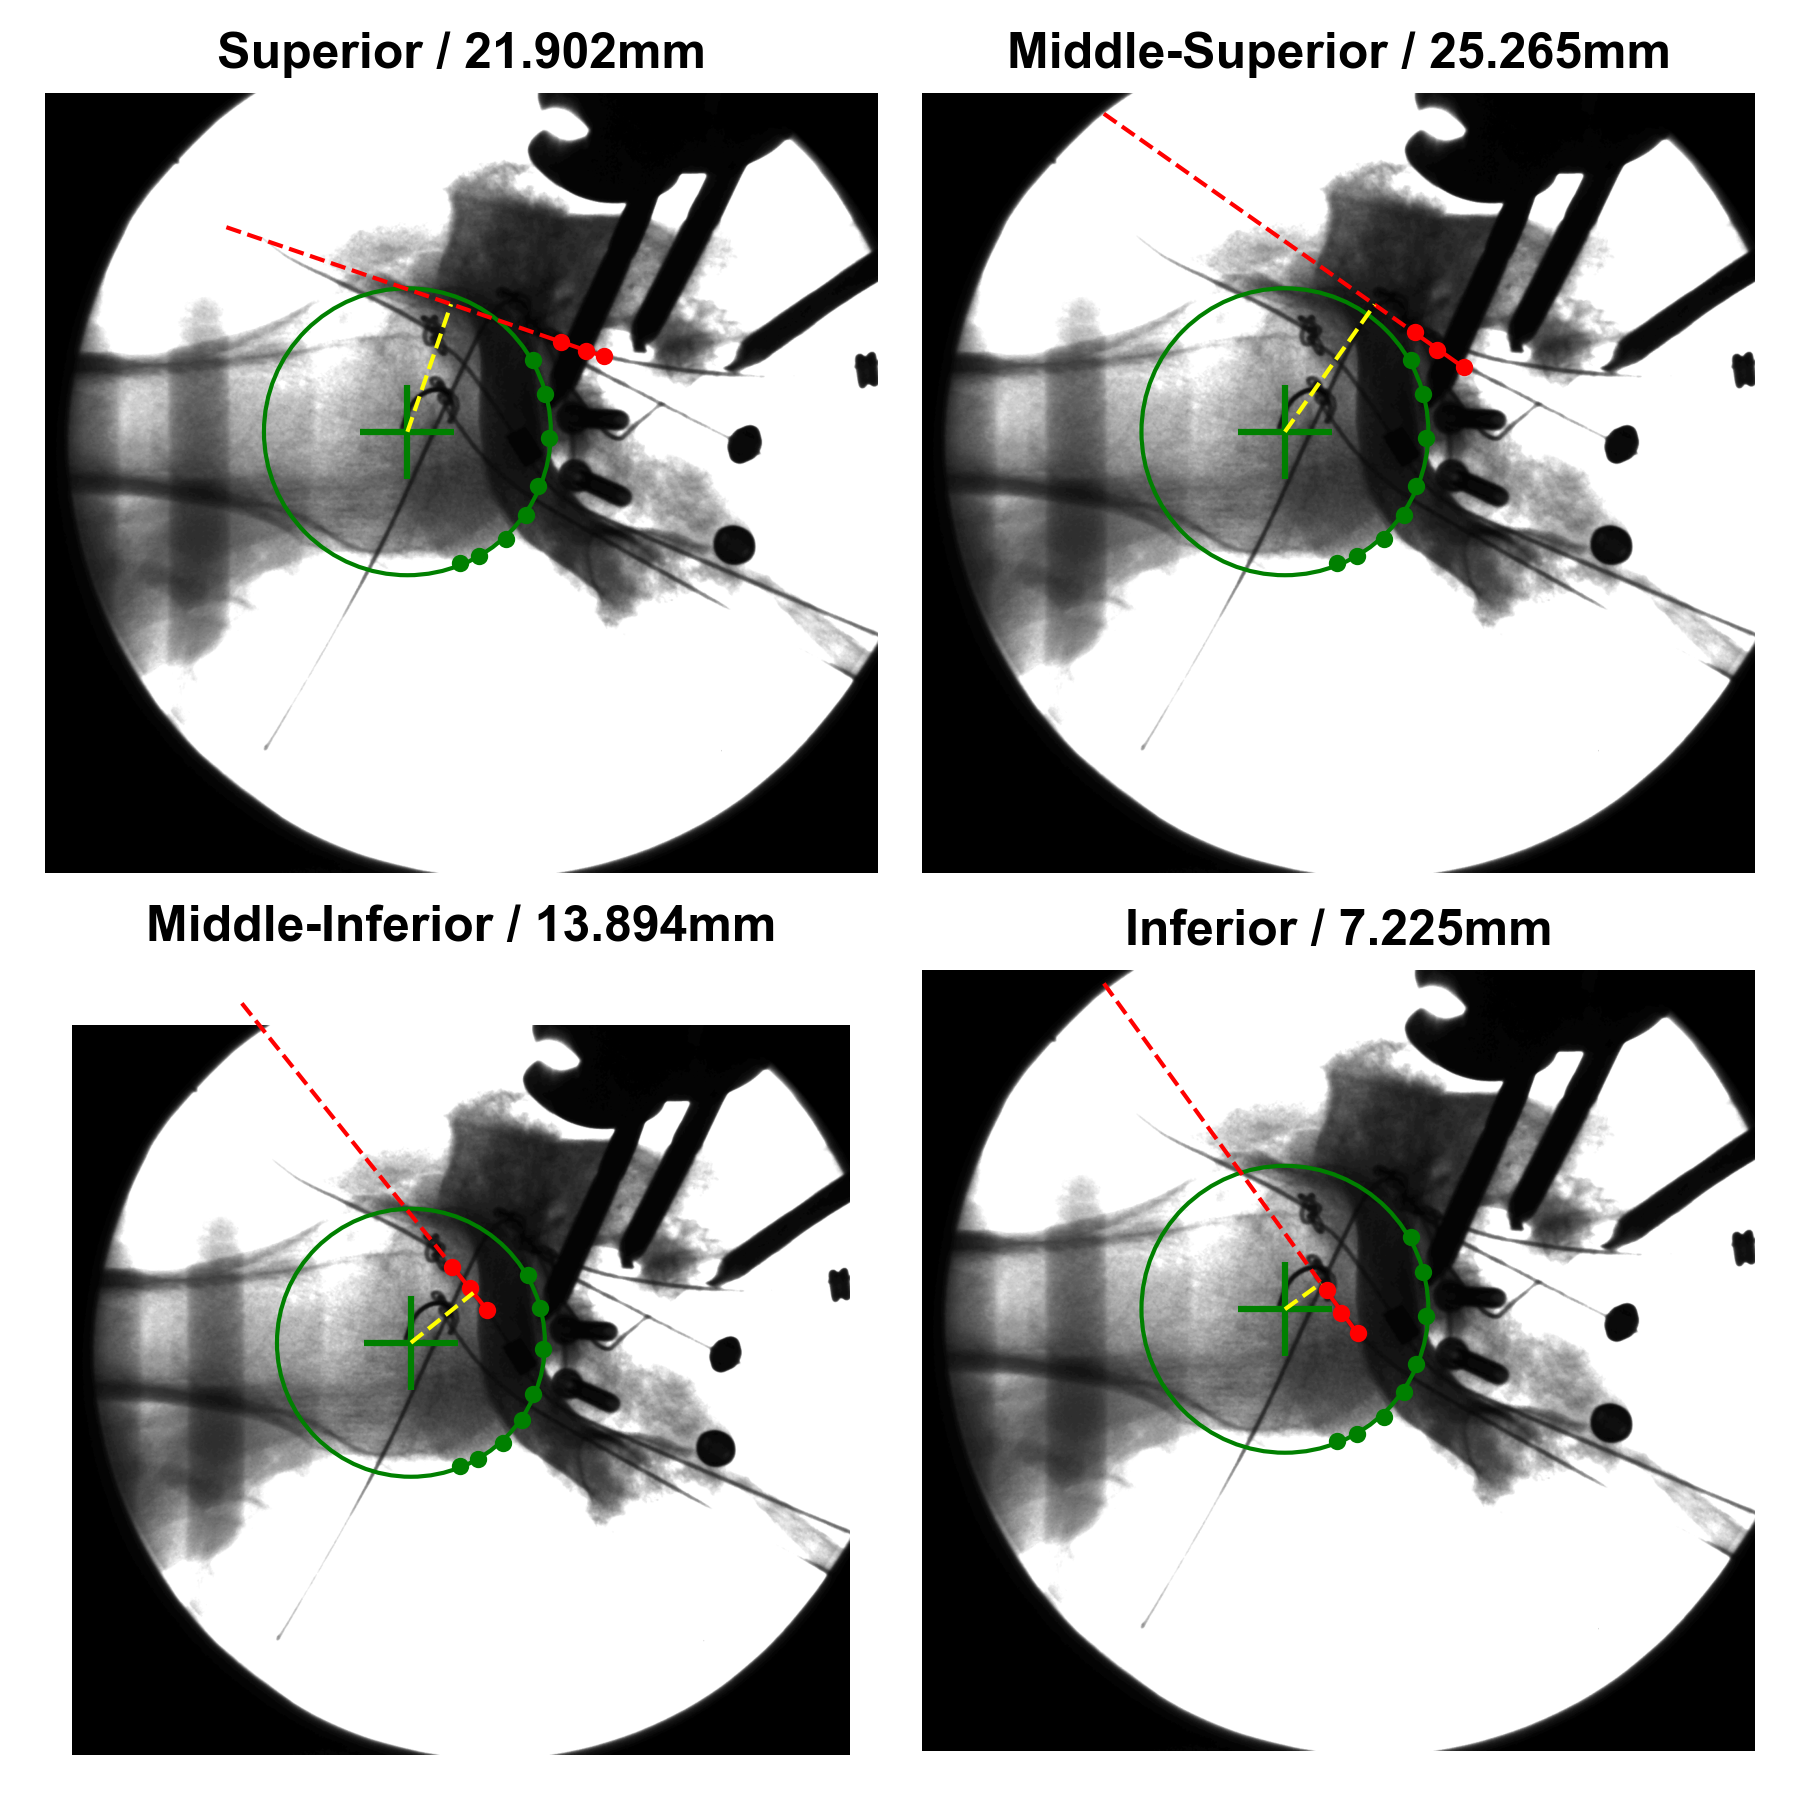 Superior / 21.902mm
Middle-Superior / 25.265mm
Middle-Inferior / 13.894mm
Inferior / 7.225mm